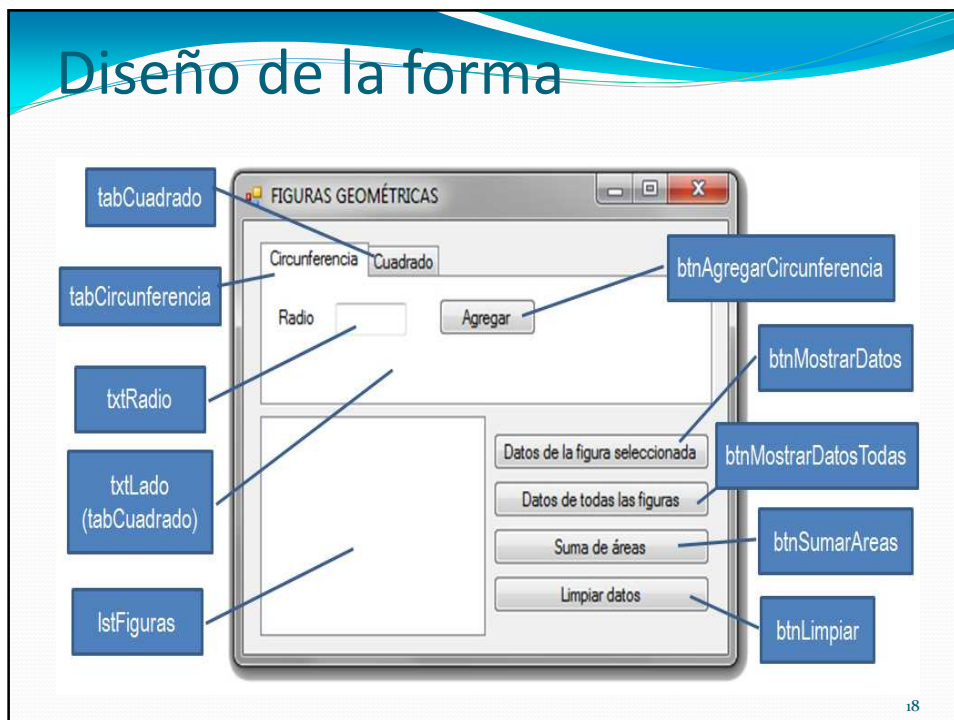 Diseño de la forma
tabCuadrado
FIGURAS GEOMÉTRICAS
tabCircunferencia
Circunferencia
Cuadrado
btnAgregarCircunferencia
Radio
Agregar
txtRadio
btnMostrarDatos
txtLado
(tabCuadrado)
Datos de la figura seleccionada
btnMostrarDatosTodas
Datos de todas las figuras
Suma de áreas
btnSumarAreas
lstFiguras
Limpiar datos
btnLimpiar
18